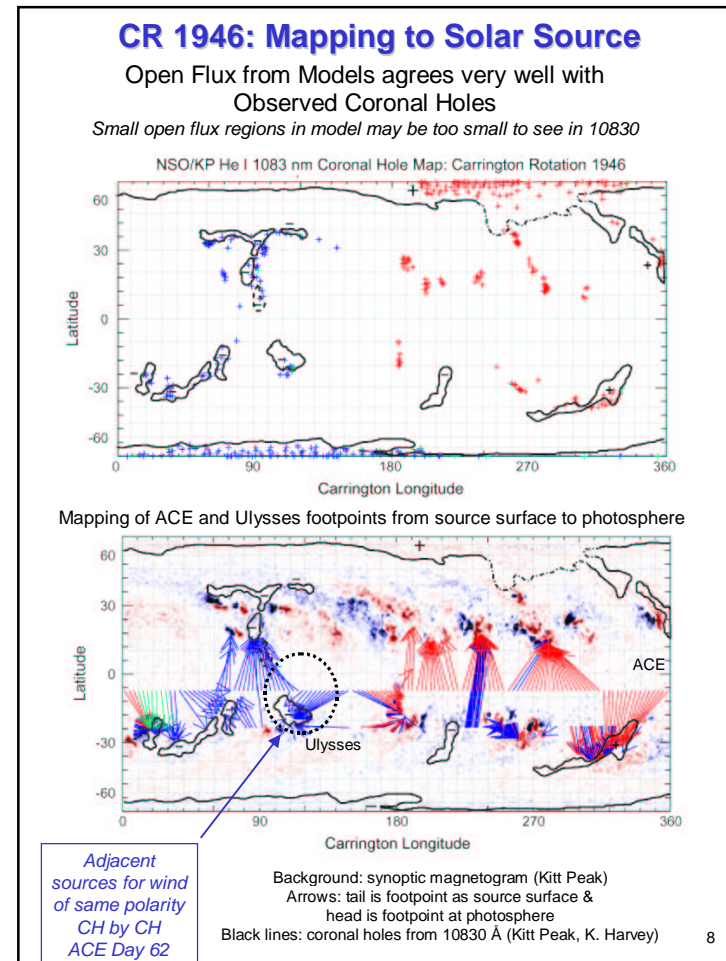 CR 1946: Mapping to Solar Source
Open Flux from Models agrees very well with
Observed Coronal Holes
Small open flux regions in model may be too small to see in 10830
NSO/KP He I 1083 nm Coronal Hole Map: Carrington Rotation 1946
60
30
0
-30
-60
Latitude
0 90 180 270 360
Carrington Longitude
Mapping of ACE and Ulysses footpoints from source surface to photosphere
60
30
0
-30
-60
Latitude
ACE
Ulysses
0 90 180 270 360
Carrington Longitude
Adjacent
sources for wind
of same polarity
CH by CH
ACE Day 62
Background: synoptic magnetogram (Kitt Peak)
Arrows: tail is footpoint as source surface &
head is footpoint at photosphere
Black lines: coronal holes from 10830 Å (Kitt Peak, K. Harvey)
8